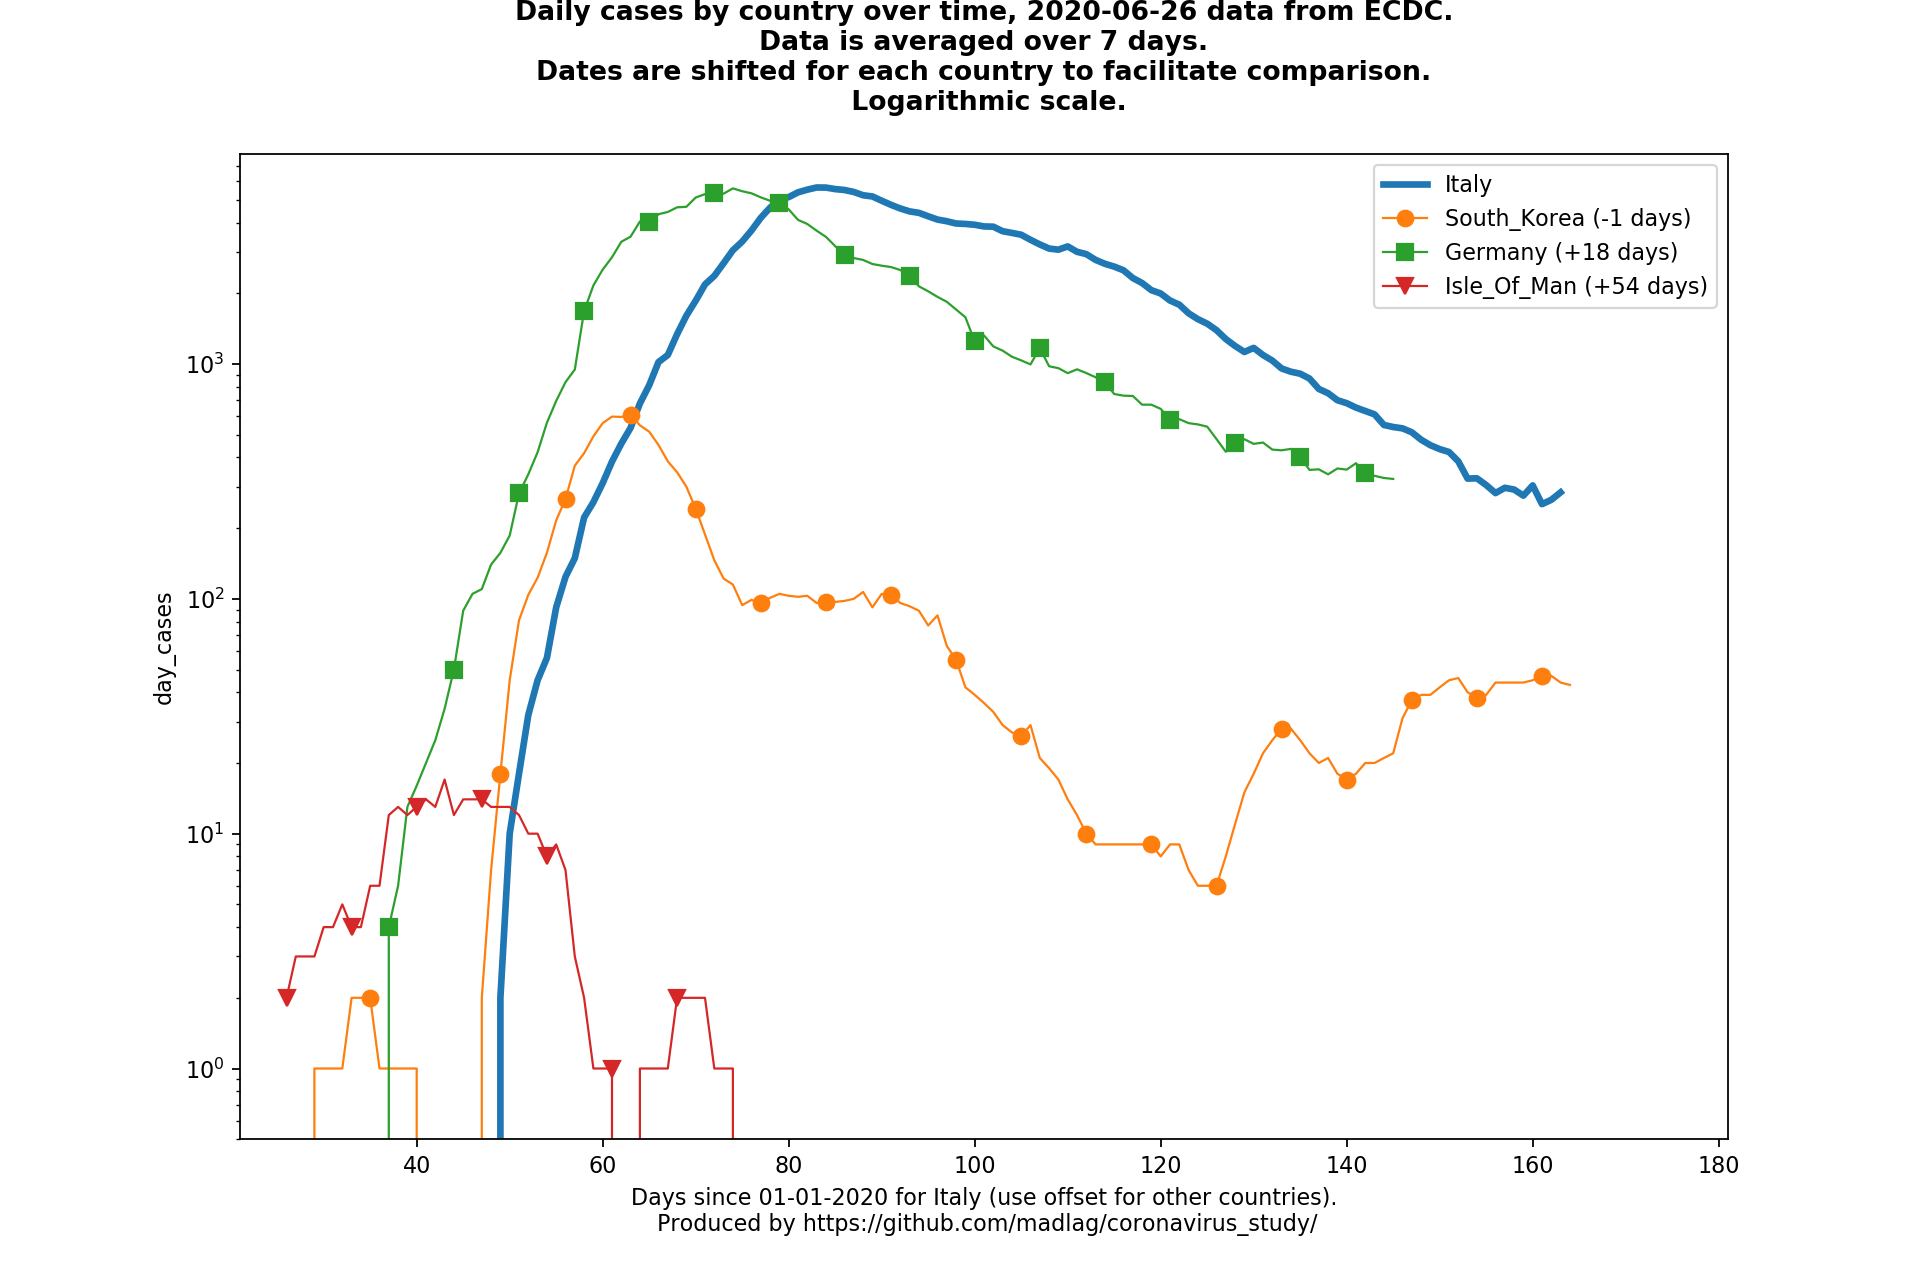 Daily cases by country over time, 2020-06-26 data from ECDC.
Data is averaged over 7 days.
Dates are shifted for each country to facilitate comparison.
Logarithmic scale.
Italy
South_Korea (-1 days)
Germany (+18 days)
Isle_Of_Man (+54 days)
day_cases
10³
10²
10¹
10⁰
40 60 80 100 120 140 160 180
Days since 01-01-2020 for Italy (use offset for other countries).
Produced by https://github.com/madlag/coronavirus_study/